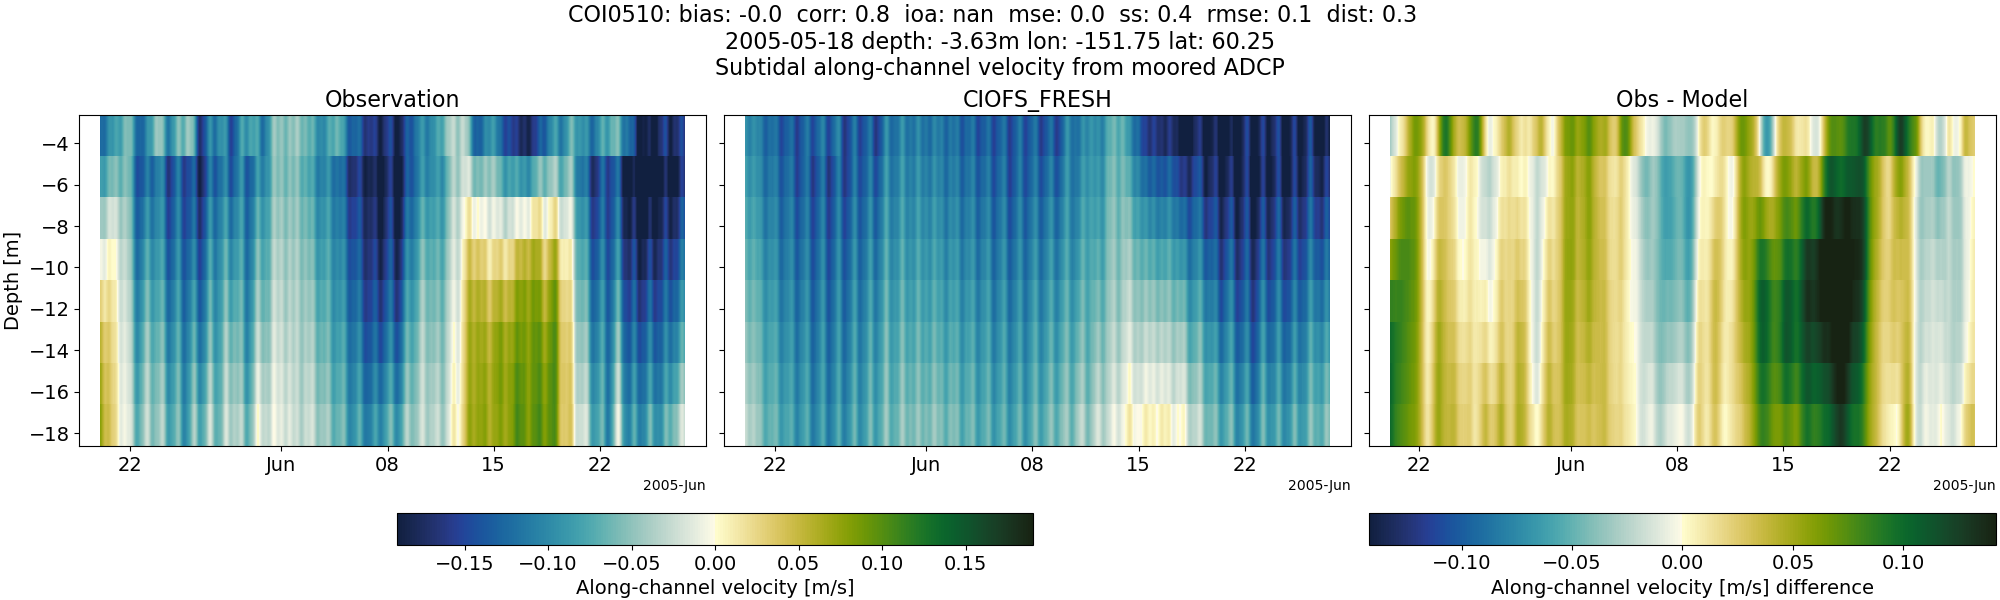 COI0510: bias: -0.0  corr: 0.8  ioa: nan  mse: 0.0  ss: 0.4  rmse: 0.1  dist: 0.3
2005-05-18 depth: -3.63m lon: -151.75 lat: 60.25
Subtidal along-channel velocity from moored ADCP
Observation
CIOFS_FRESH
Obs - Model
Depth [m]
−4
−6
−8
−10
−12
−14
−16
−18
22 Jun 08 15 22
2005-Jun
22 Jun 08 15 22
2005-Jun
22 Jun 08 15 22
2005-Jun
−0.15 −0.10 −0.05 0.00 0.05 0.10 0.15
Along-channel velocity [m/s]
−0.10 −0.05 0.00 0.05 0.10
Along-channel velocity [m/s] difference